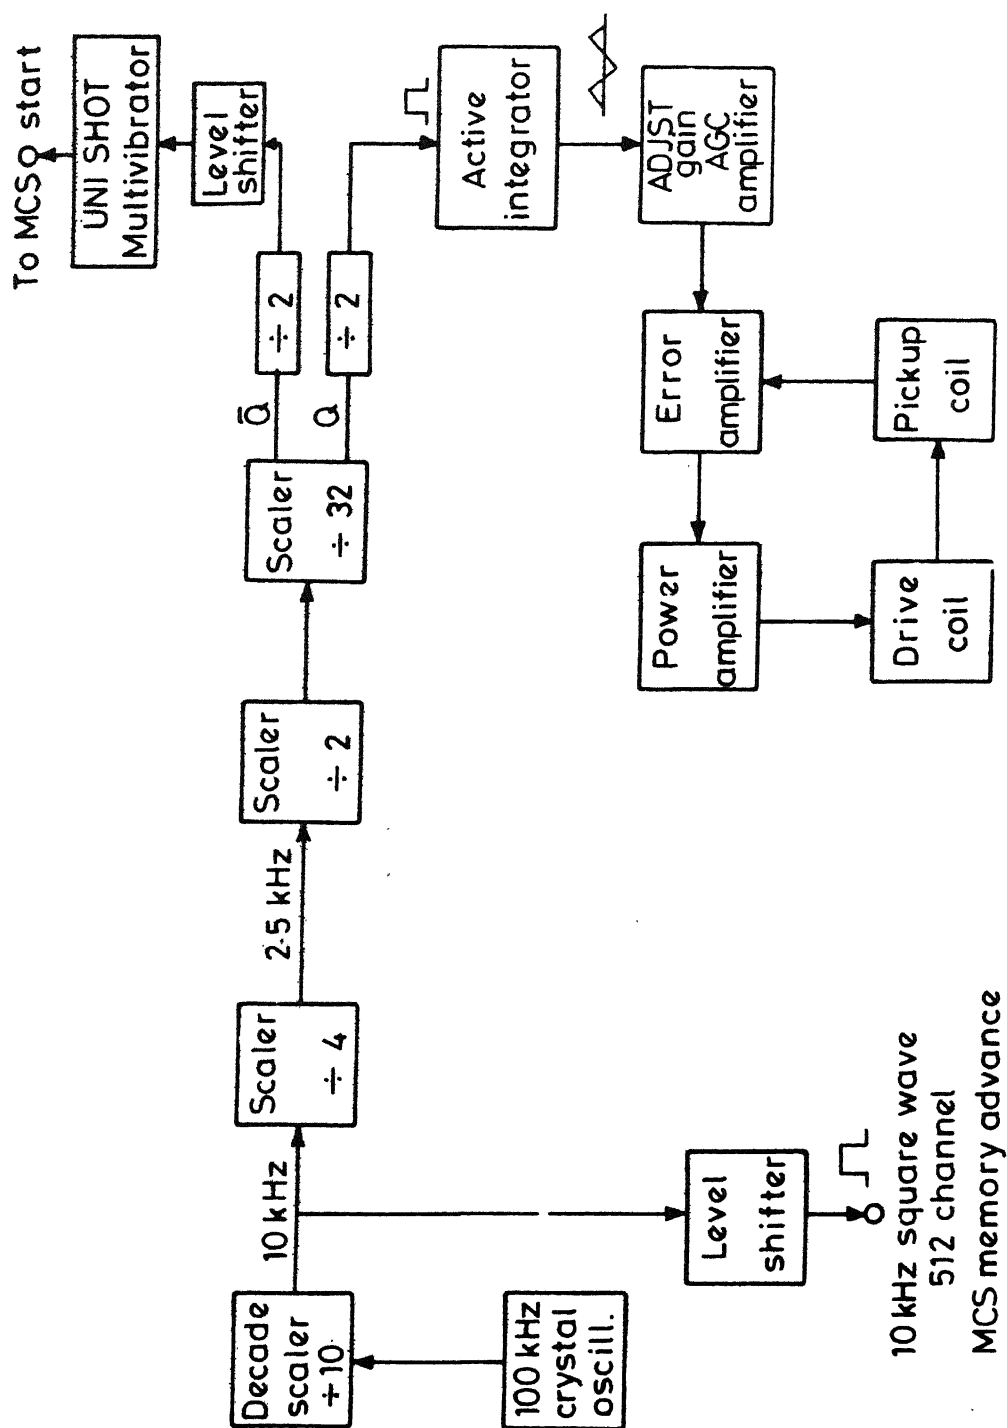 To MCS start
UNI SHOT
Multivibrator
Level
shifter
÷ 2
Q̅
÷ 2
Q
Scaler
÷ 32
Scaler
÷ 2
2.5 kHz
Scaler
÷ 4
10 kHz
Decade
scaler
÷10
100 kHz
crystal
oscill.
Level
shifter
10 kHz square wave
512 channel
MCS memory advance
Active
integrator
ADJST
gain
AGC
amplifier
Error
amplifier
Power
amplifier
Pickup
coil
Drive
coil